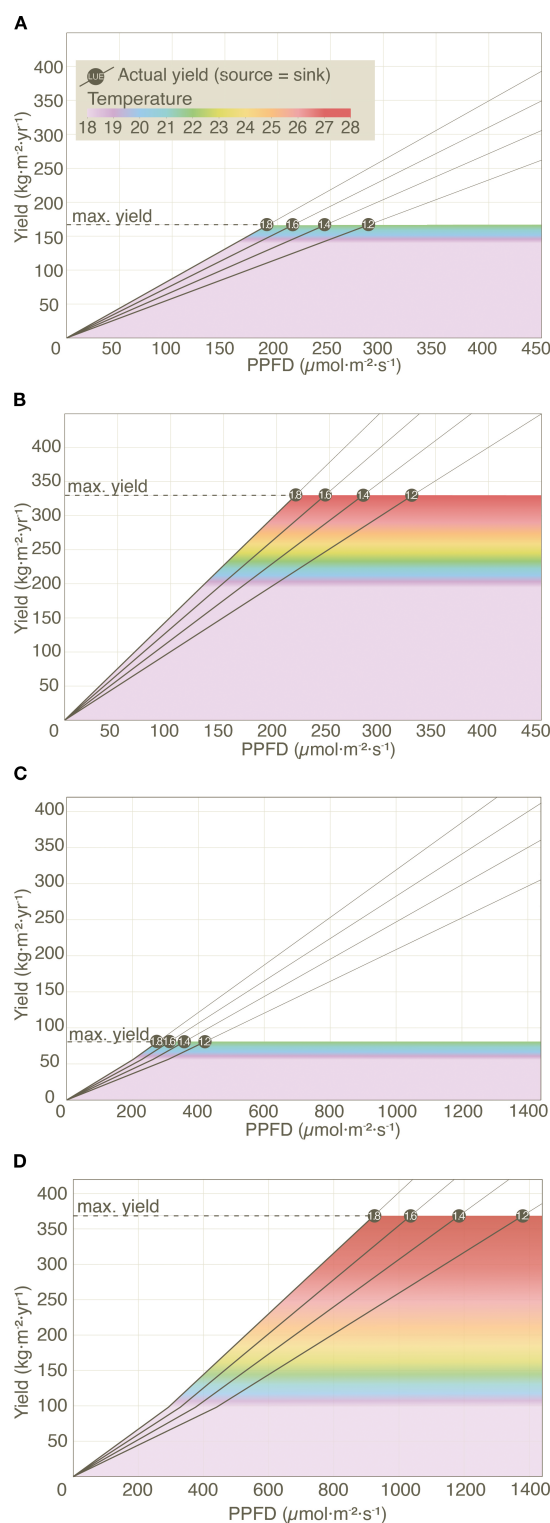 A
400
350
300
250
200
150
100
50
0
Yield (kg·m⁻²·yr⁻¹)
LUE Actual yield (source = sink)
Temperature
18 19 20 21 22 23 24 25 26 27 28
max. yield
1.8 1.6 1.4 1.2
50 100 150 200 250 300 350 400 450
PPFD (µmol·m⁻²·s⁻¹)
B
400
350
300
250
200
150
100
50
0
Yield (kg·m⁻²·yr⁻¹)
max. yield
1.8 1.6 1.4 1.2
50 100 150 200 250 300 350 400 450
PPFD (µmol·m⁻²·s⁻¹)
C
400
350
300
250
200
150
100
50
0
Yield (kg·m⁻²·yr⁻¹)
max. yield
1.8 1.6 1.4 1.2
0 200 400 600 800 1000 1200 1400
PPFD (µmol·m⁻²·s⁻¹)
D
400
350
300
250
200
150
100
50
Yield (kg·m⁻²·yr⁻¹)
max. yield
1.8 1.6 1.4 1.2
0 200 400 600 800 1000 1200 1400
PPFD (µmol·m⁻²·s⁻¹)